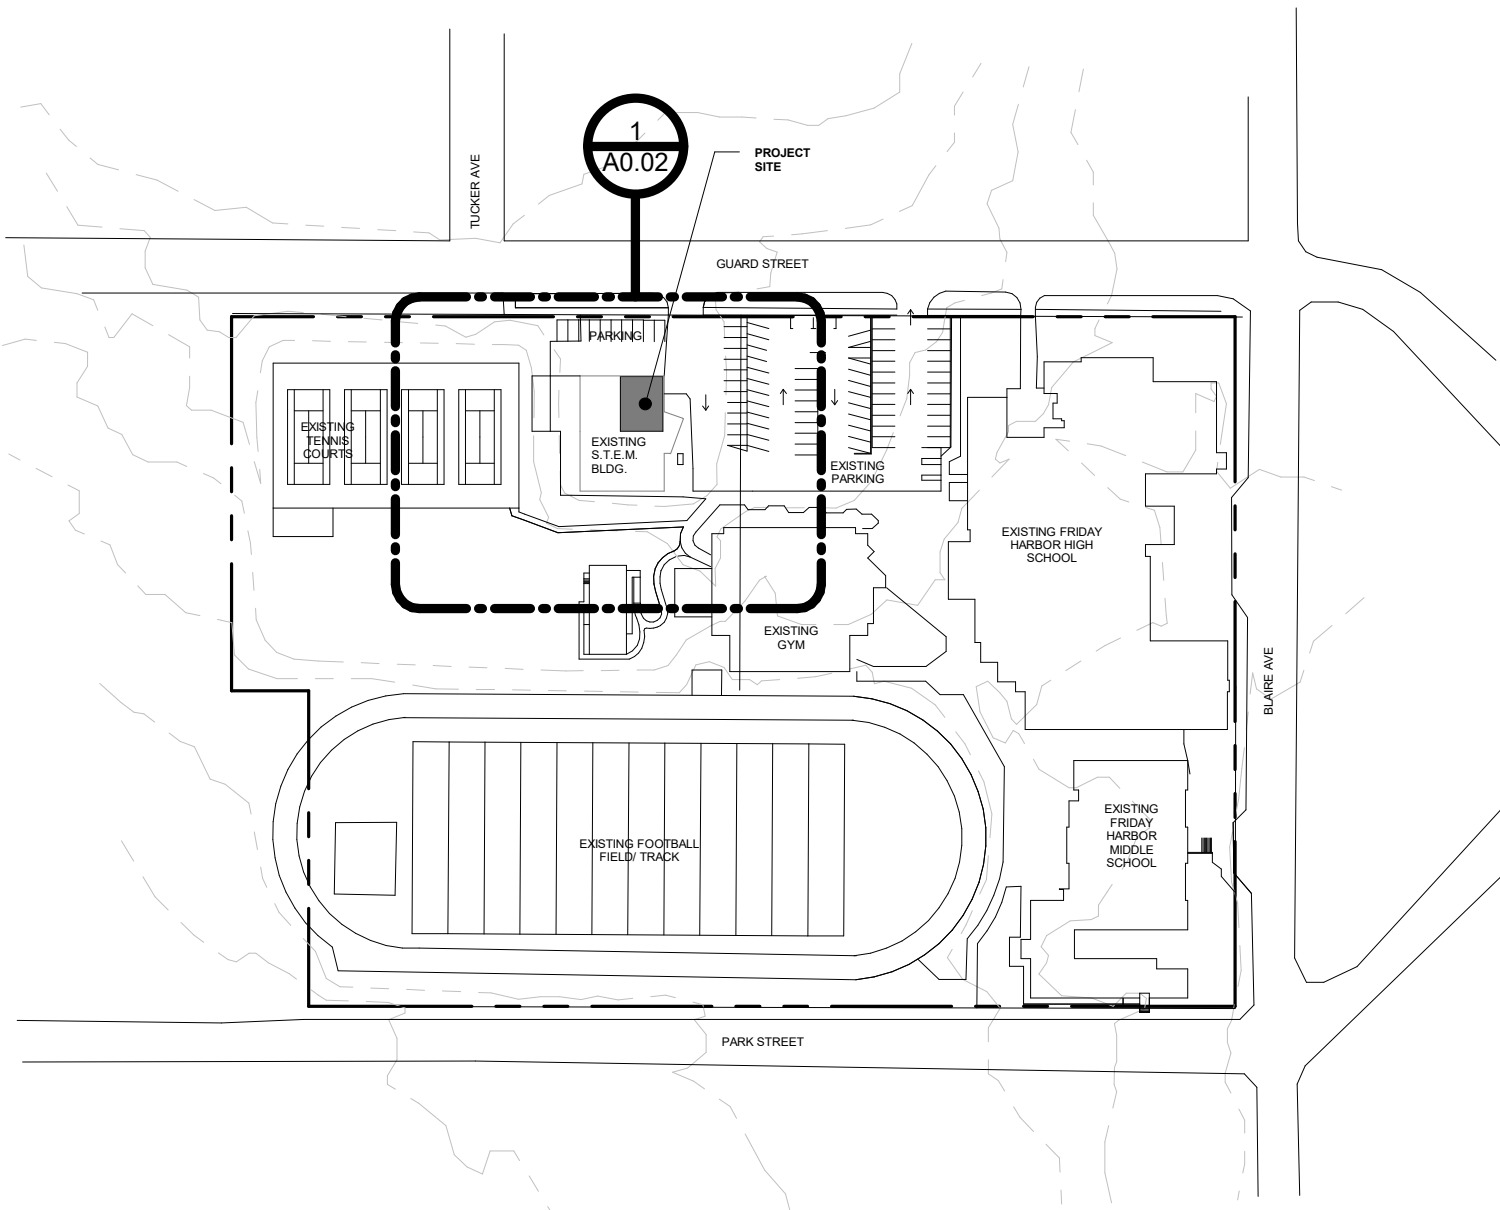 1
A0.02
PROJECT
SITE
TUCKER AVE
GUARD STREET
PARKING
EXISTING
TENNIS
COURTS
EXISTING
S.T.E.M.
BLDG.
EXISTING
PARKING
EXISTING FRIDAY
HARBOR HIGH
SCHOOL
EXISTING
GYM
BLAIRE AVE
EXISTING FOOTBALL
FIELD/ TRACK
EXISTING
FRIDAY
HARBOR
MIDDLE
SCHOOL
PARK STREET